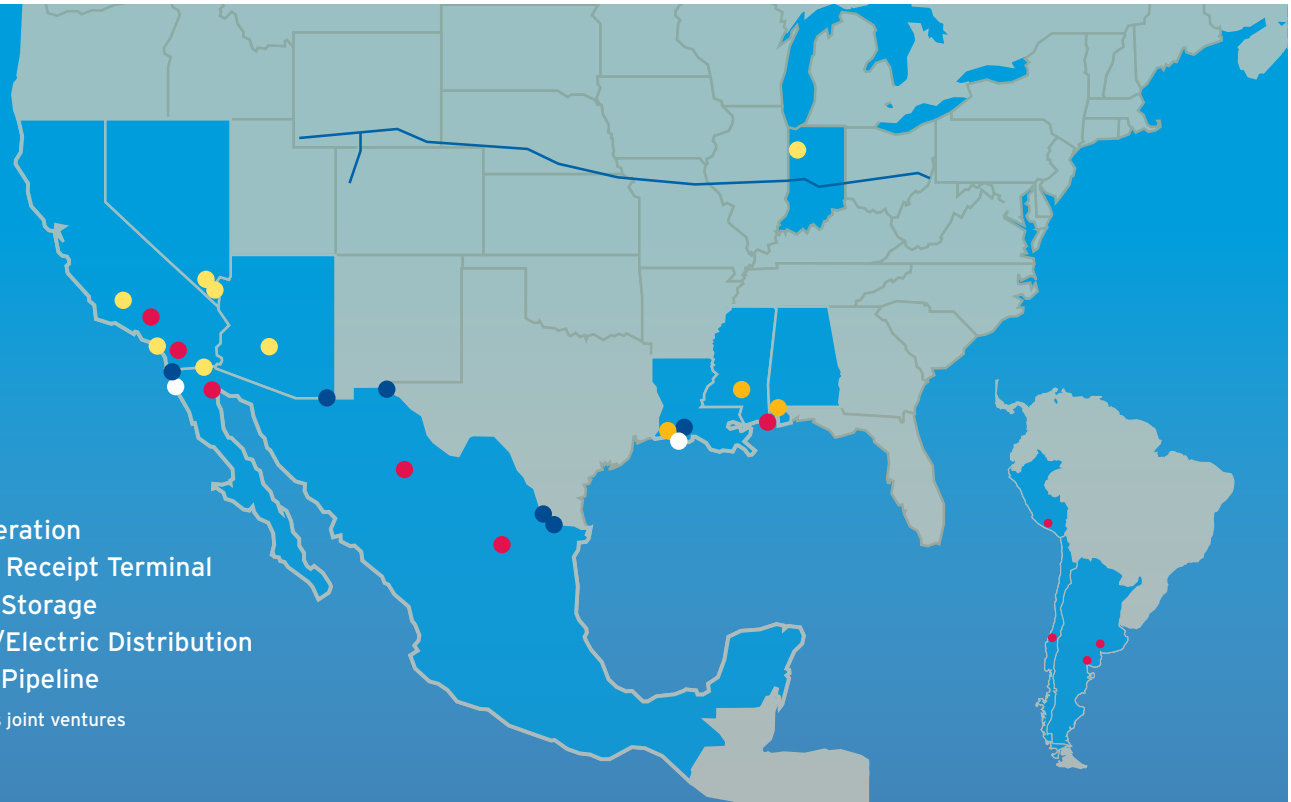 eration
Receipt Terminal
Storage
/Electric Distribution
Pipeline
s joint ventures